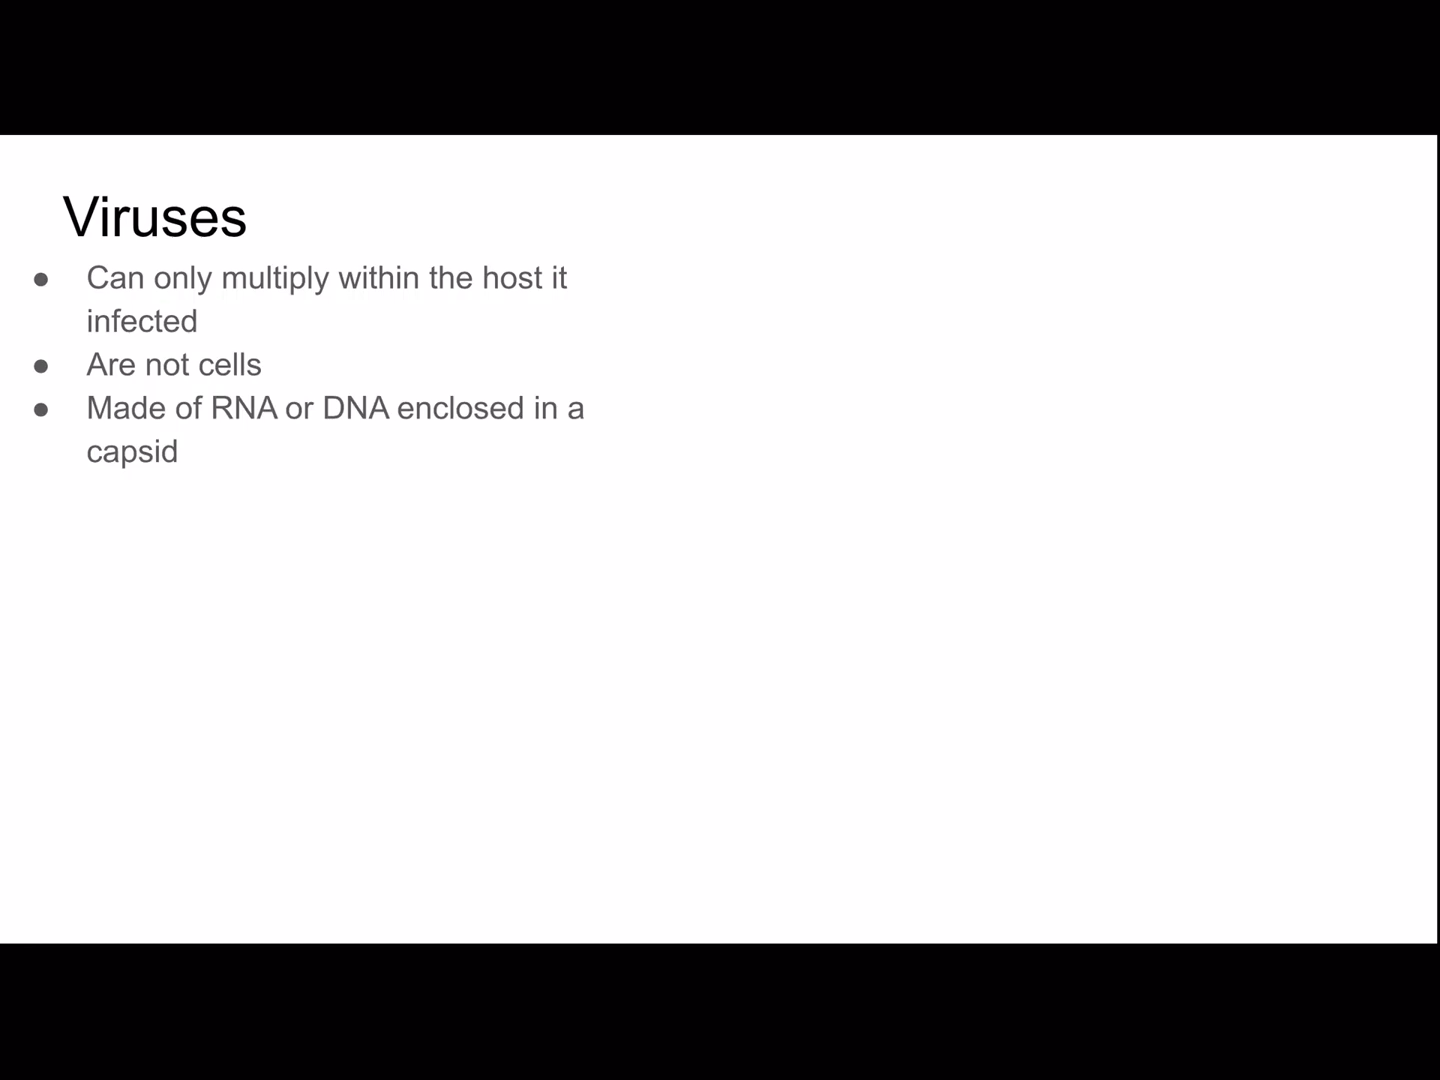 Viruses
● Can only multiply within the host it
infected
● Are not cells
● Made of RNA or DNA enclosed in a
capsid